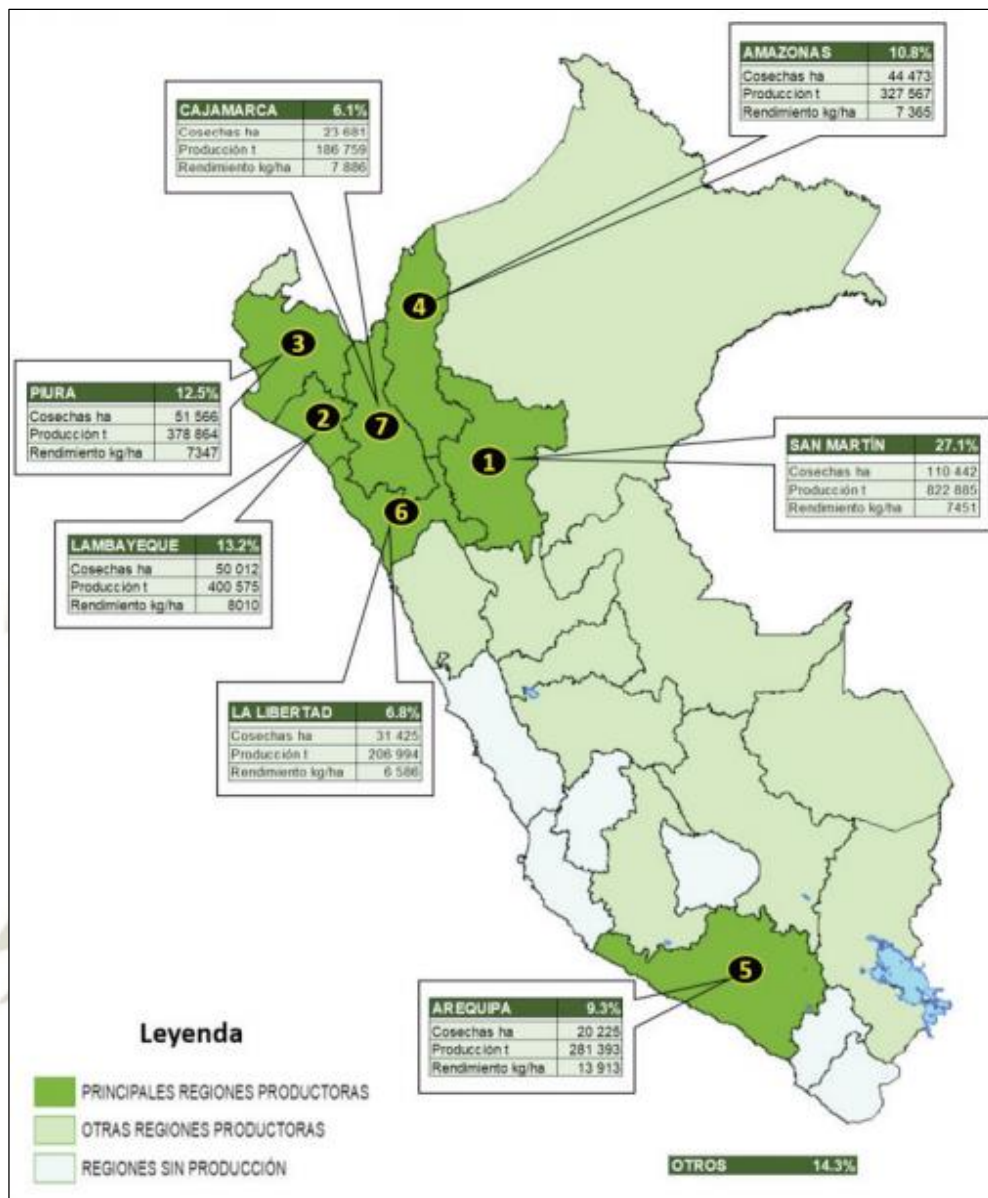 AMAZONAS 10.8%
Cosechas ha 44 473
Producción t 327 567
Rendimiento kg/ha 7 365
CAJAMARCA 6.1%
Cosechas ha 23 681
Producción t 186 759
Rendimiento kg/ha 7 886
4
3
PIURA 12.5%
Cosechas ha 51 566
Producción t 378 864
Rendimiento kg/ha 7347
2
7
1
SAN MARTÍN 27.1%
Cosechas ha 110 442
Producción t 822 885
Rendimiento kg/ha 7451
6
LAMBAYEQUE 13.2%
Cosechas ha 50 012
Producción t 400 575
Rendimiento kg/ha 8010
LA LIBERTAD 6.8%
Cosechas ha 31 425
Producción t 206 994
Rendimiento kg/ha 6 586
5
AREQUIPA 9.3%
Cosechas ha 20 225
Producción t 281 393
Rendimiento kg/ha 13 913
Leyenda
PRINCIPALES REGIONES PRODUCTORAS
OTRAS REGIONES PRODUCTORAS
REGIONES SIN PRODUCCIÓN
OTROS 14.3%